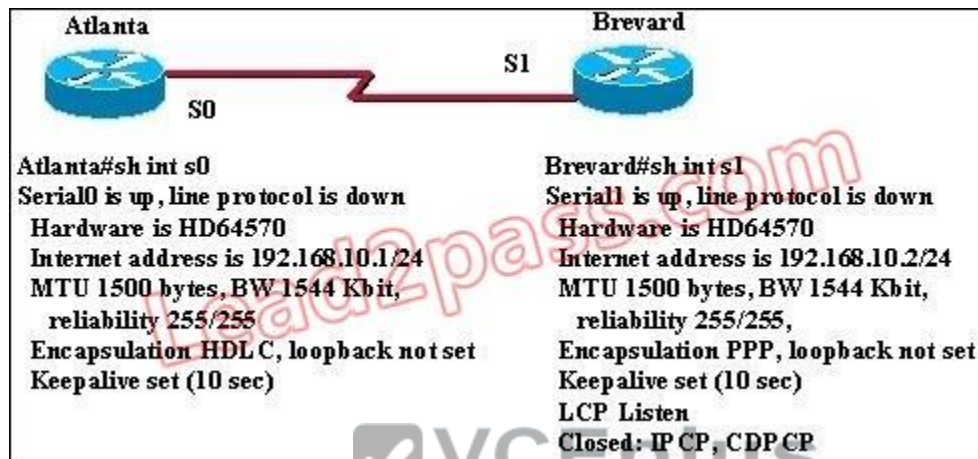 Atlanta
Brevard
S1
S0
Atlanta#sh int s0
Serial0 is up, line protocol is down
Hardware is HD64570
Internet address is 192.168.10.1/24
MTU 1500 bytes, BW 1544 Kbit,
reliability 255/255
Encapsulation HDLC, loopback not set
Keepalive set (10 sec)
Brevard#sh int s1
Serial1 is up, line protocol is down
Hardware is HD64570
Internet address is 192.168.10.2/24
MTU 1500 bytes, BW 1544 Kbit,
reliability 255/255,
Encapsulation PPP, loopback not set
Keepalive set (10 sec)
LCP Listen
Closed: IPCP, CDPCP
Lead2pass.com
VCEplus